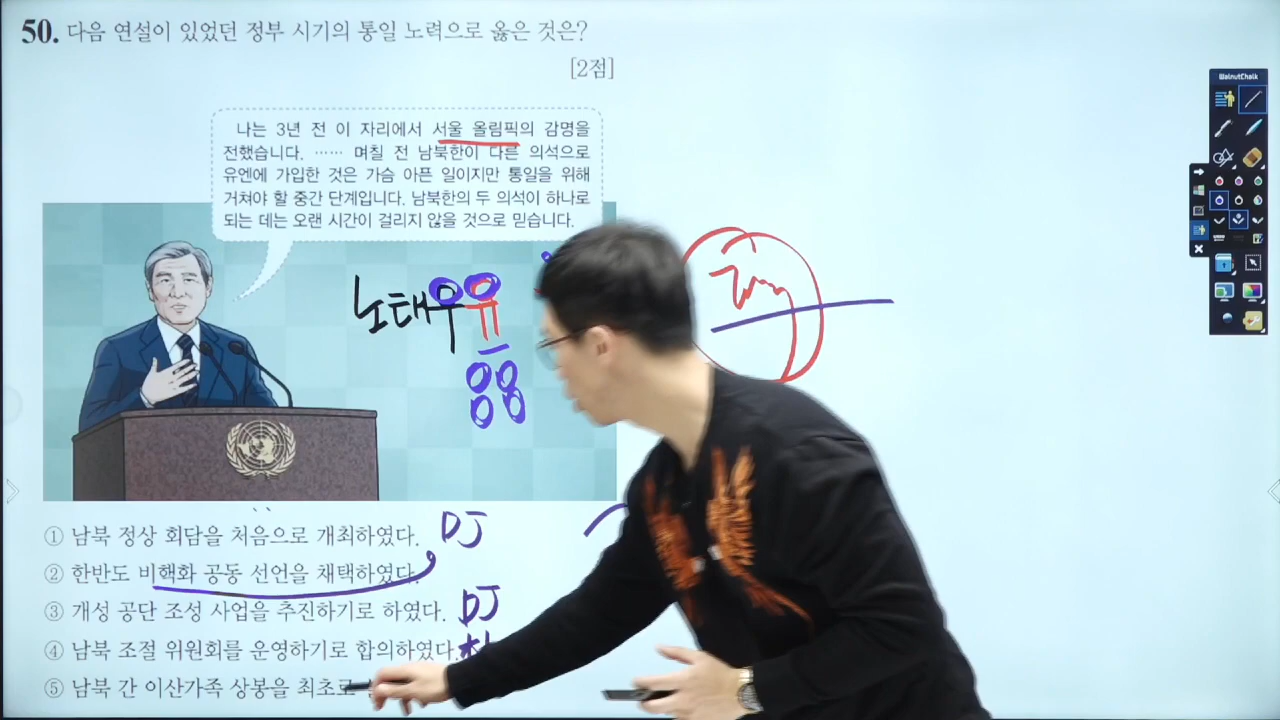 50. 다음 연설이 있었던 정부 시기의 통일 노력으로 옳은 것은?
[2점]
나는 3년 전 이 자리에서 서울 올림픽의 감명을
전했습니다. …… 며칠 전 남북한이 다른 의석으로
유엔에 가입한 것은 가슴 아픈 일이지만 통일을 위해
거쳐야 할 중간 단계입니다. 남북한의 두 의석이 하나로
되는 데는 오랜 시간이 걸리지 않을 것으로 믿습니다.
노태우
① 남북 정상 회담을 처음으로 개최하였다. DJ
② 한반도 비핵화 공동 선언을 채택하였다.
③ 개성 공단 조성 사업을 추진하기로 하였다. DJ
④ 남북 조절 위원회를 운영하기로 합의하였다.
⑤ 남북 간 이산가족 상봉을 최초로
WalnutChalk